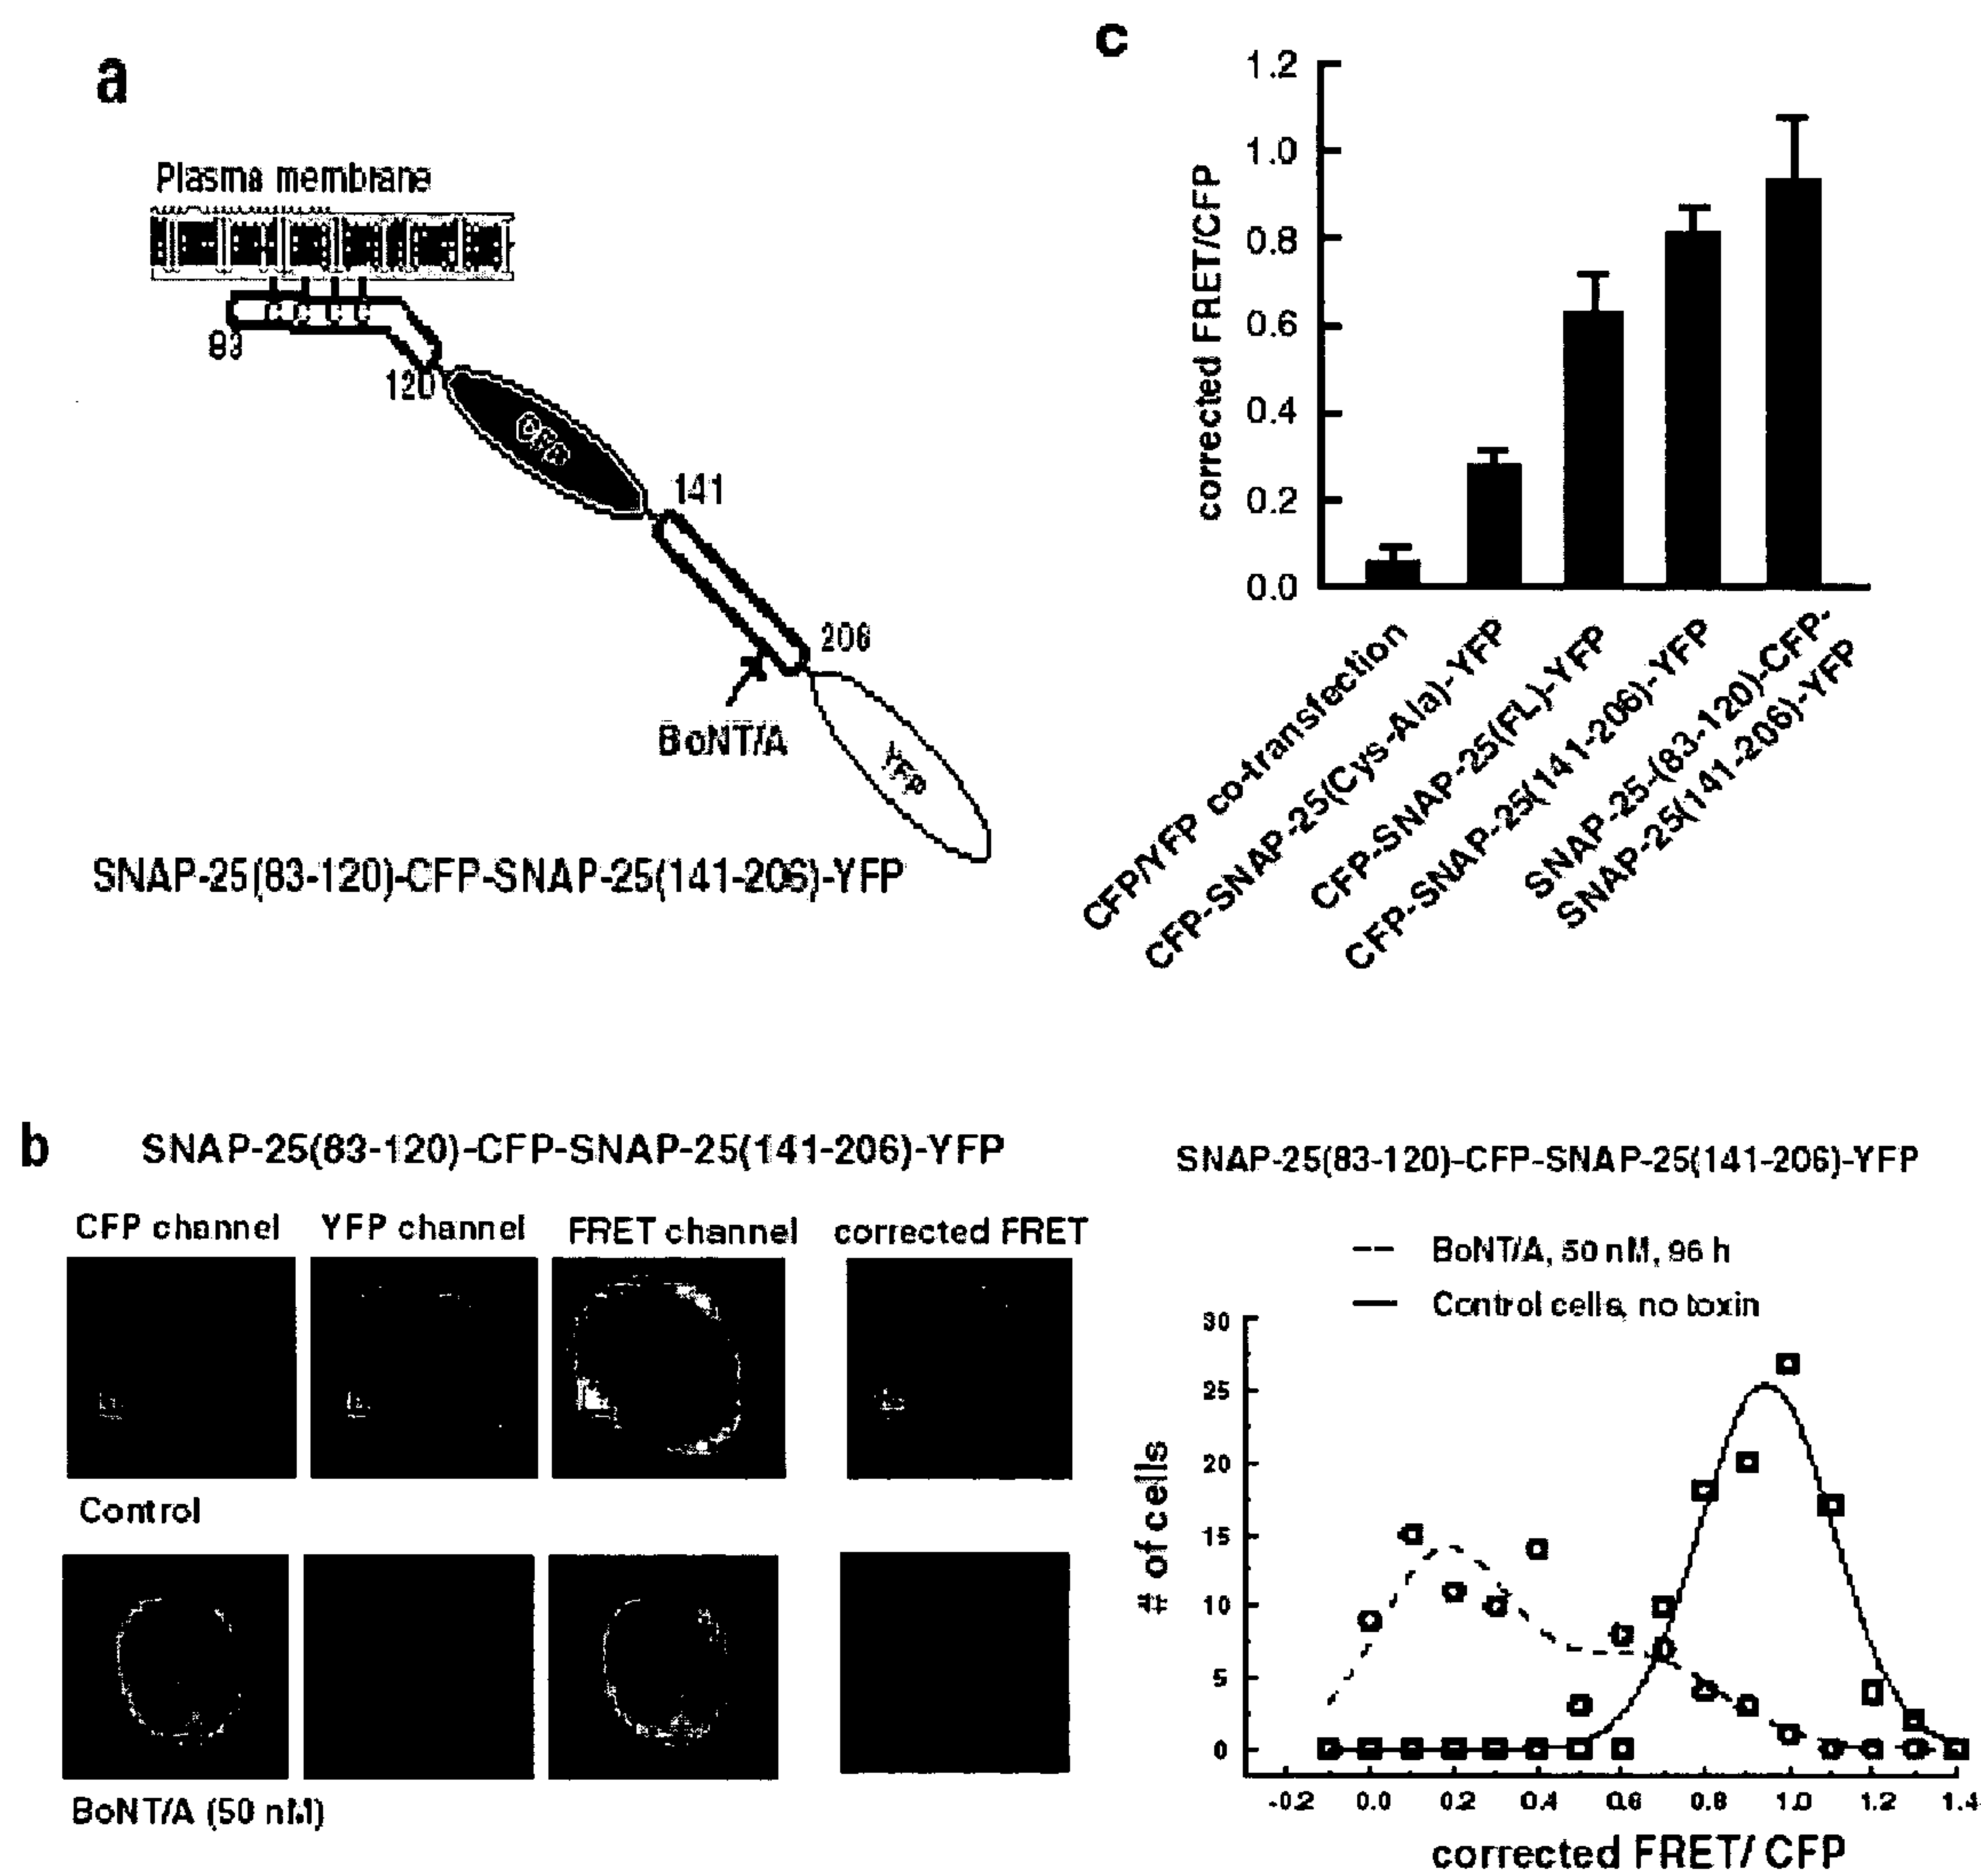 a
Plasma membrane
83
120
141
206
BoNT/A
YFP
SNAP-25(83-120)-CFP-SNAP-25(141-206)-YFP
c
corrected FRET/CFP
1.2
1.0
0.8
0.6
0.4
0.2
0.0
CFP/YFP co-transfection
CFP-SNAP-25(Cys-Ala)-YFP
CFP-SNAP-25(FL)-YFP
CFP-SNAP-25(141-206)-YFP
SNAP-25-(83-120)-CFP-
SNAP-25(141-206)-YFP
b
SNAP-25(83-120)-CFP-SNAP-25(141-206)-YFP
CFP channel
YFP channel
FRET channel
corrected FRET
Control
BoNT/A (50 nM)
SNAP-25(83-120)-CFP-SNAP-25(141-206)-YFP
BoNT/A, 50 nM, 96 h
Control cells, no toxin
# of cells
30
25
20
15
10
5
0
-0.2 0.0 0.2 0.4 0.6 0.8 1.0 1.2 1.4
corrected FRET/ CFP